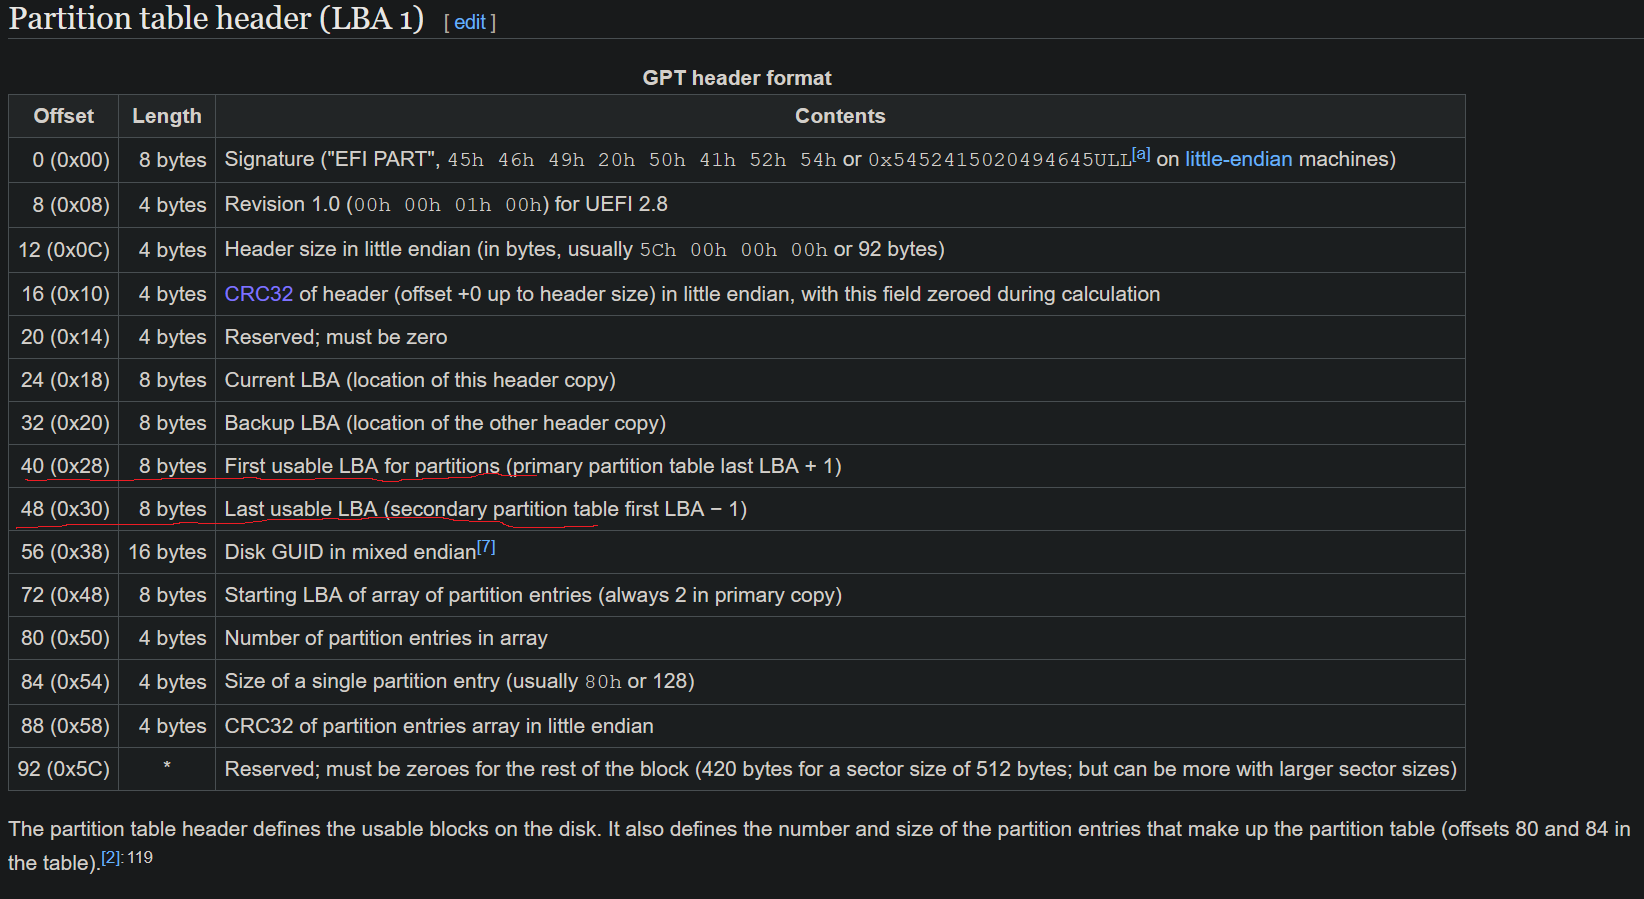 Partition table header (LBA 1) [ edit ]
GPT header format
Offset Length Contents
0 (0x00) 8 bytes Signature ("EFI PART", 45h 46h 49h 20h 50h 41h 52h 54h or 0x5452415020494645ULL[a] on little-endian machines)
8 (0x08) 4 bytes Revision 1.0 (00h 00h 01h 00h) for UEFI 2.8
12 (0x0C) 4 bytes Header size in little endian (in bytes, usually 5Ch 00h 00h 00h or 92 bytes)
16 (0x10) 4 bytes CRC32 of header (offset +0 up to header size) in little endian, with this field zeroed during calculation
20 (0x14) 4 bytes Reserved; must be zero
24 (0x18) 8 bytes Current LBA (location of this header copy)
32 (0x20) 8 bytes Backup LBA (location of the other header copy)
40 (0x28) 8 bytes First usable LBA for partitions (primary partition table last LBA + 1)
48 (0x30) 8 bytes Last usable LBA (secondary partition table first LBA − 1)
56 (0x38) 16 bytes Disk GUID in mixed endian[7]
72 (0x48) 8 bytes Starting LBA of array of partition entries (always 2 in primary copy)
80 (0x50) 4 bytes Number of partition entries in array
84 (0x54) 4 bytes Size of a single partition entry (usually 80h or 128)
88 (0x58) 4 bytes CRC32 of partition entries array in little endian
92 (0x5C) * Reserved; must be zeroes for the rest of the block (420 bytes for a sector size of 512 bytes; but can be more with larger sector sizes)
The partition table header defines the usable blocks on the disk. It also defines the number and size of the partition entries that make up the partition table (offsets 80 and 84 in
the table).[2]: 119